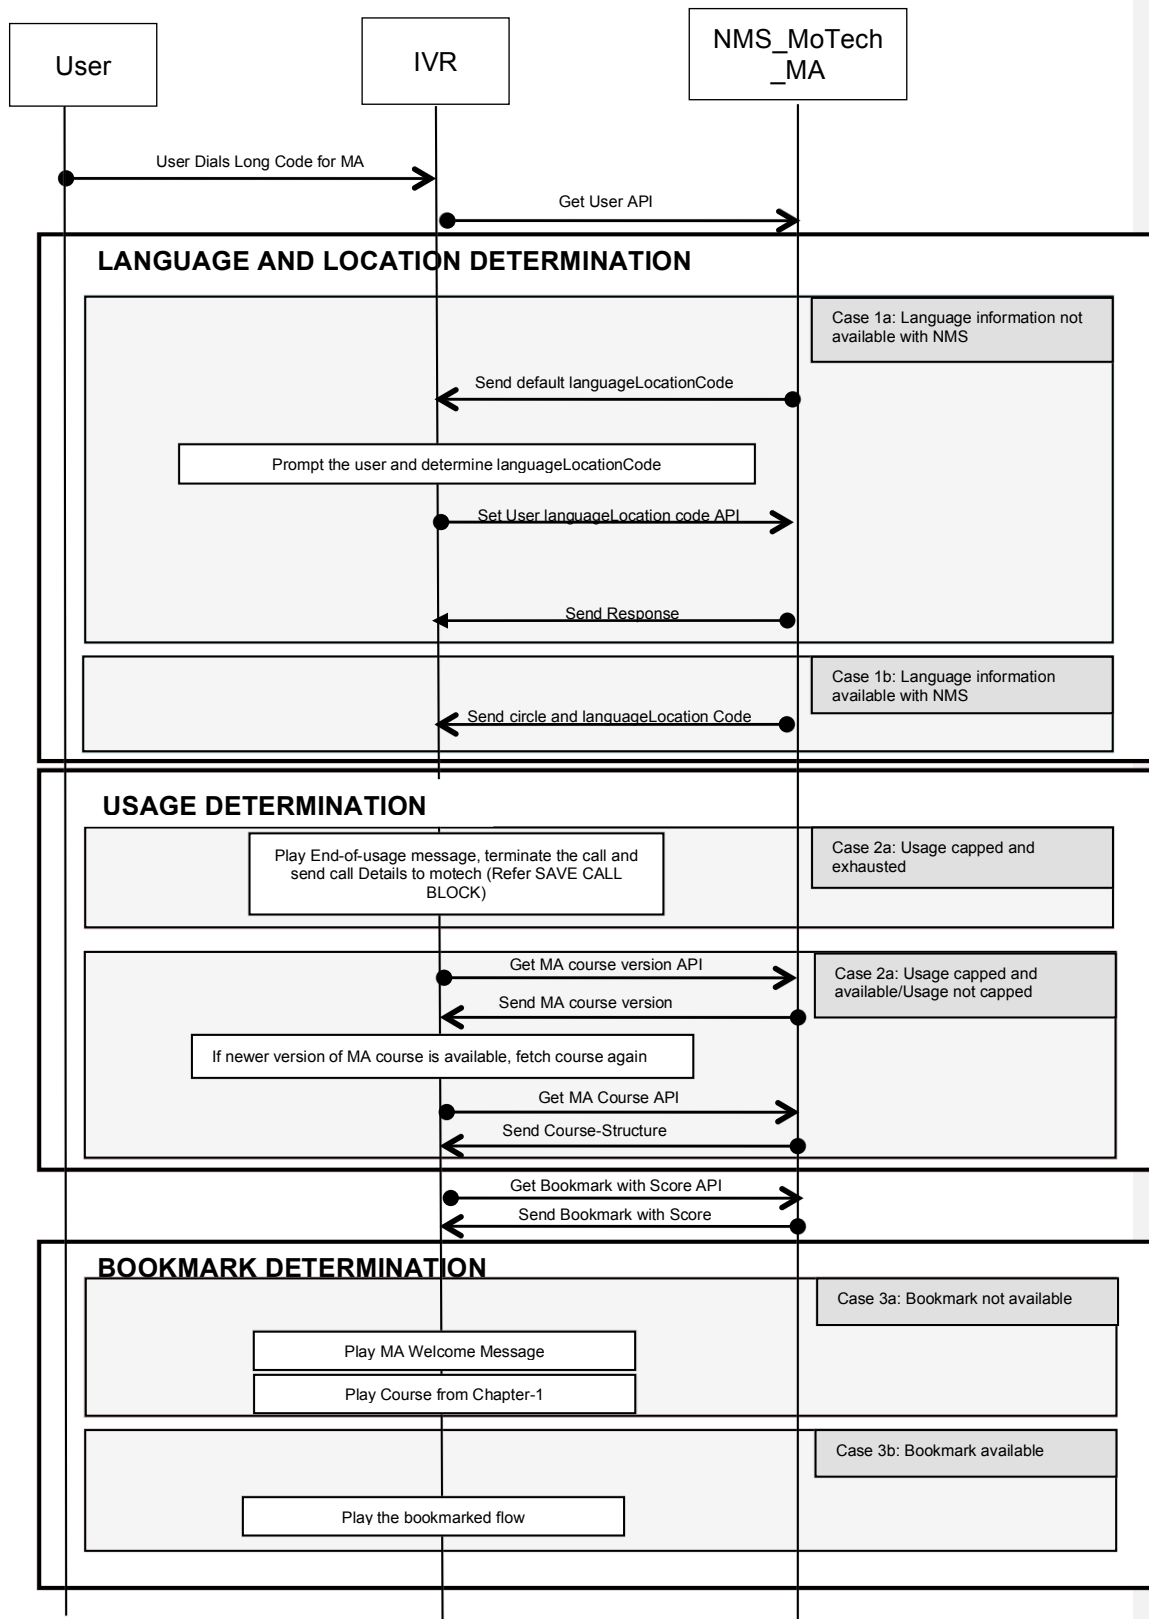 User
IVR
NMS_MoTech
_MA
User Dials Long Code for MA
Get User API
LANGUAGE AND LOCATION DETERMINATION
Case 1a: Language information not
available with NMS
Send default languageLocationCode
Prompt the user and determine languageLocationCode
Set User languageLocation code API
Send Response
Case 1b: Language information
available with NMS
Send circle and languageLocation Code
USAGE DETERMINATION
Case 2a: Usage capped and
exhausted
Play End-of-usage message, terminate the call and
send call Details to motech (Refer SAVE CALL
BLOCK)
Get MA course version API
Case 2a: Usage capped and
available/Usage not capped
Send MA course version
If newer version of MA course is available, fetch course again
Get MA Course API
Send Course-Structure
Get Bookmark with Score API
Send Bookmark with Score
BOOKMARK DETERMINATION
Case 3a: Bookmark not available
Play MA Welcome Message
Play Course from Chapter-1
Case 3b: Bookmark available
Play the bookmarked flow